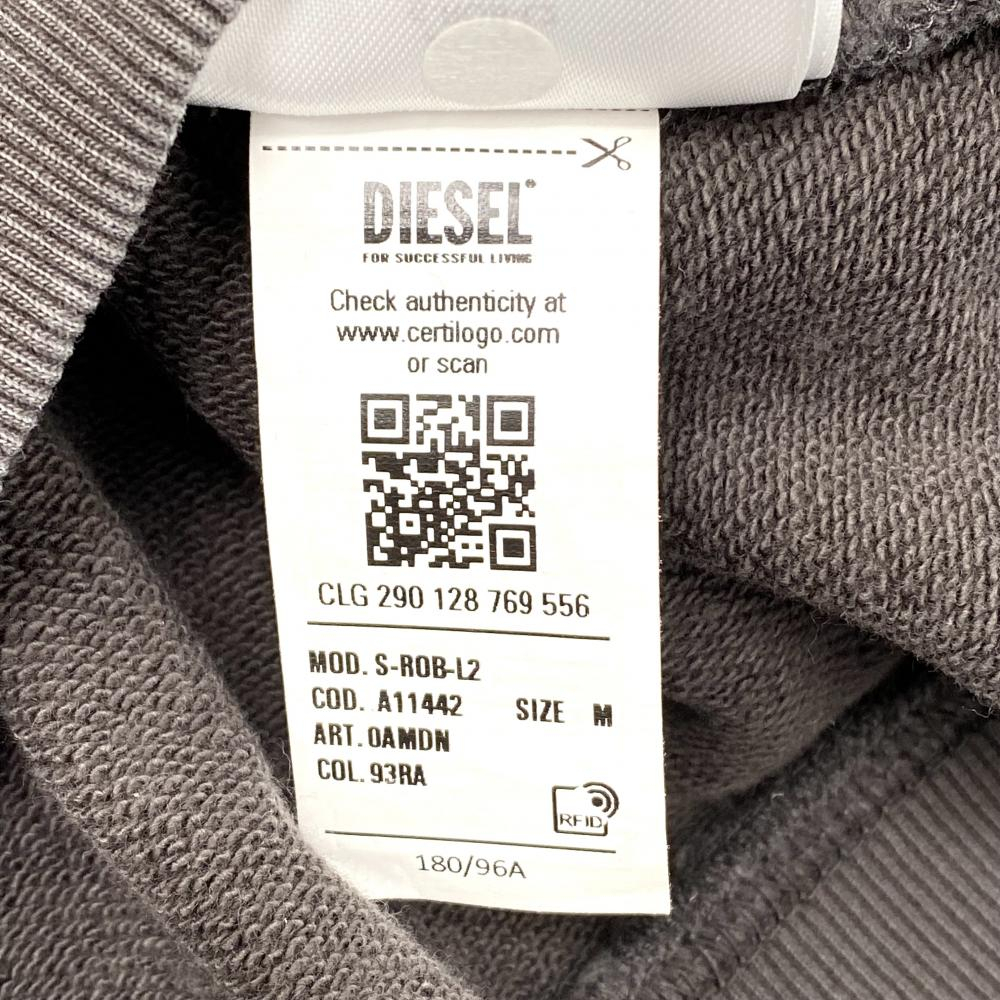 DIESEL
FOR SUCCESSFUL LIVING
Check authenticity at
www.certilogo.com
or scan
CLG 290 128 769 556
MOD. S-ROB-L2
COD. A11442 SIZE M
ART. 0AMDN
COL. 93RA
RFID
180/96A